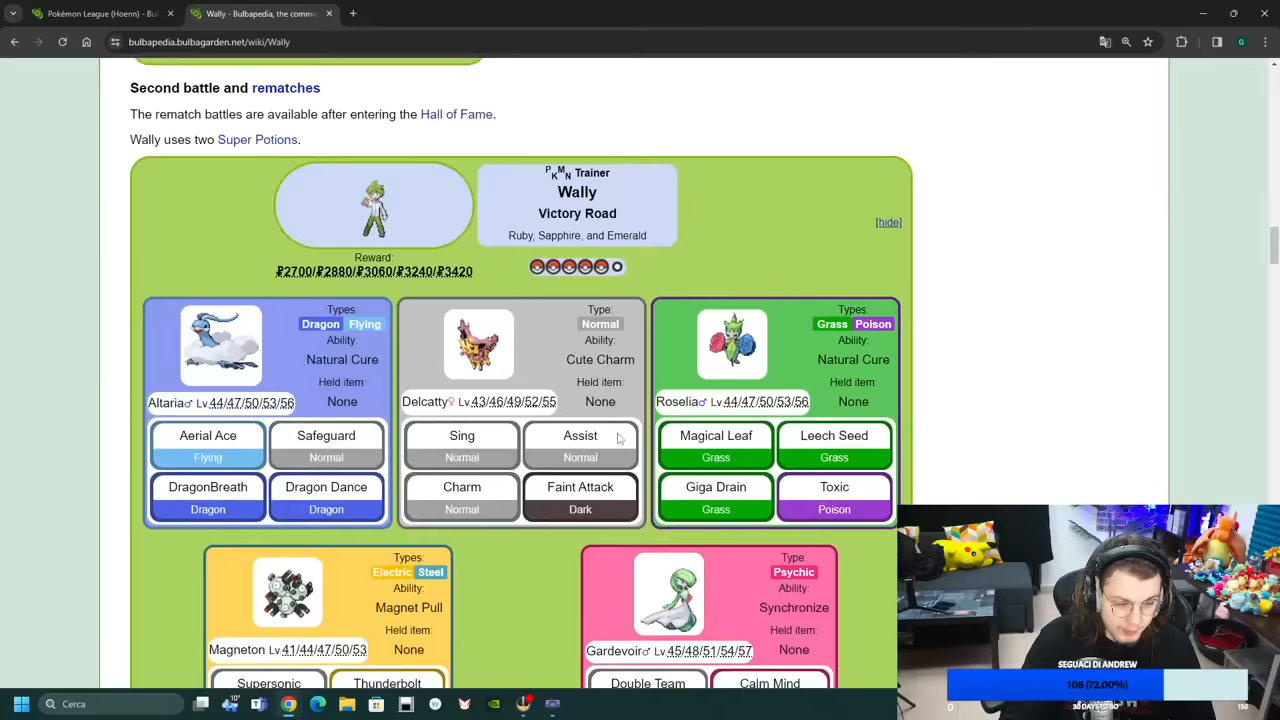 Pokémon League (Hoenn) - Bu
Wally - Bulbapedia, the commu
bulbapedia.bulbagarden.net/wiki/Wally
Second battle and rematches
The rematch battles are available after entering the Hall of Fame.
Wally uses two Super Potions.
PKMN Trainer
Wally
Victory Road
Ruby, Sapphire, and Emerald
[hide]
Reward:
₽2700/₽2880/₽3060/₽3240/₽3420
Types:
Dragon Flying
Ability:
Natural Cure
Held item:
None
Altaria♂ Lv.44/47/50/53/56
Aerial Ace
Flying
Safeguard
Normal
DragonBreath
Dragon
Dragon Dance
Dragon
Type:
Normal
Ability:
Cute Charm
Held item:
None
Delcatty♀ Lv.43/46/49/52/55
Sing
Normal
Assist
Normal
Charm
Normal
Faint Attack
Dark
Types:
Grass Poison
Ability:
Natural Cure
Held item:
None
Roselia♂ Lv.44/47/50/53/56
Magical Leaf
Grass
Leech Seed
Grass
Giga Drain
Grass
Toxic
Poison
Types:
Electric Steel
Ability:
Magnet Pull
Held item:
None
Magneton Lv.41/44/47/50/53
Supersonic
Thunderbolt
Type:
Psychic
Ability:
Synchronize
Held item:
None
Gardevoir♂ Lv.45/48/51/54/57
Double Team
Calm Mind
SEGUACI DI ANDREW
108 (72.00%)
0
150
Cerca
10°